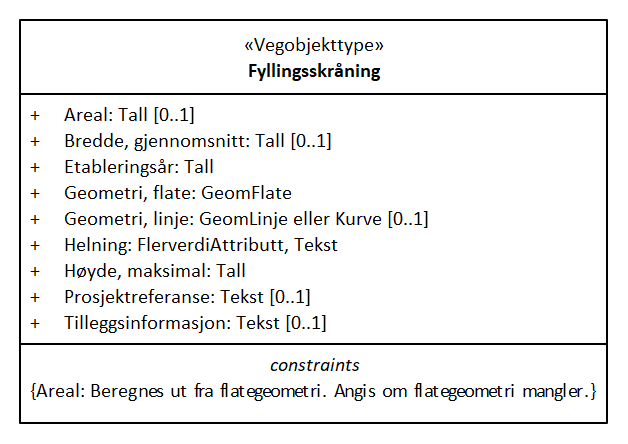 «Vegobjekttype»
Fyllingsskråning
+ Areal: Tall [0..1]
+ Bredde, gjennomsnitt: Tall [0..1]
+ Etableringsår: Tall
+ Geometri, flate: GeomFlate
+ Geometri, linje: GeomLinje eller Kurve [0..1]
+ Helning: FlerverdiAttributt, Tekst
+ Høyde, maksimal: Tall
+ Prosjektreferanse: Tekst [0..1]
+ Tilleggsinformasjon: Tekst [0..1]
constraints
{Areal: Beregnes ut fra flategeometri. Angis om flategeometri mangler.}